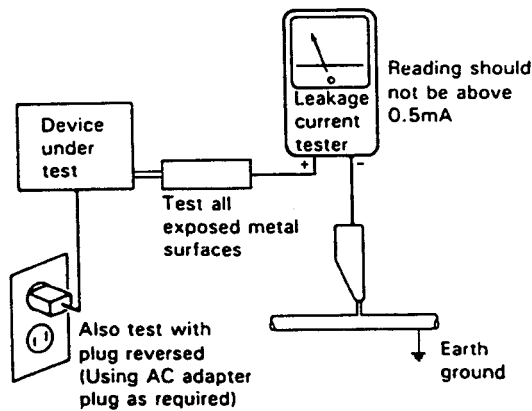 Device
under
test
Leakage
current
tester
+ -
Reading should
not be above
0.5mA
Test all
exposed metal
surfaces
Also test with
plug reversed
(Using AC adapter
plug as required)
Earth
ground